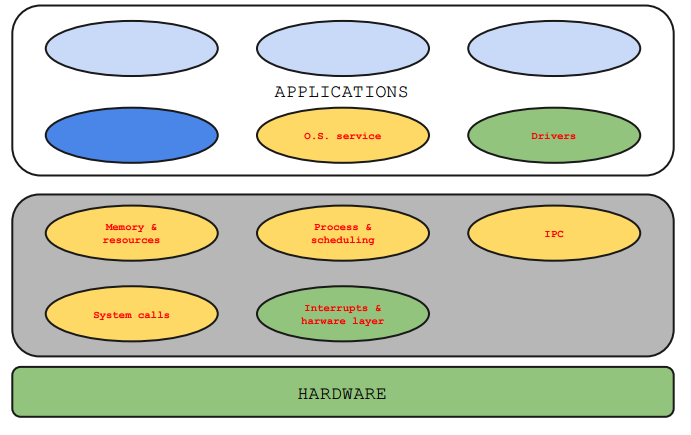 APPLICATIONS
O.S. service
Drivers
Memory &
resources
Process &
scheduling
IPC
System calls
Interrupts &
harware layer
HARDWARE